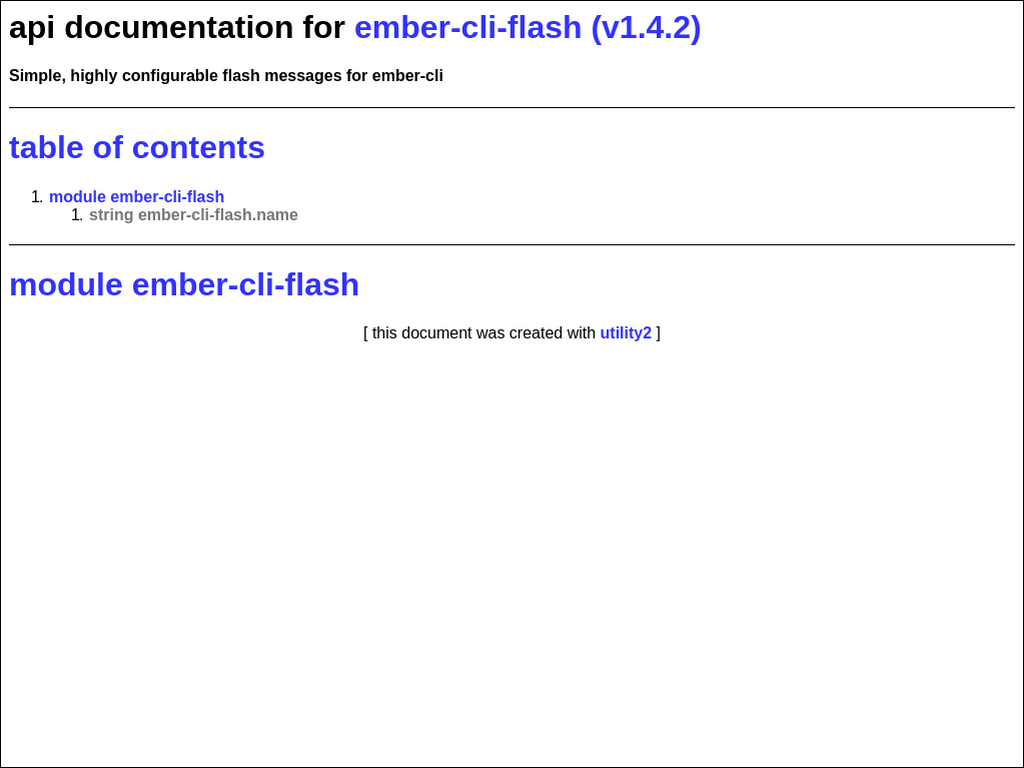 api documentation for ember-cli-flash (v1.4.2)
Simple, highly configurable flash messages for ember-cli
table of contents
1. module ember-cli-flash
1. string ember-cli-flash.name
module ember-cli-flash
[ this document was created with utility2 ]